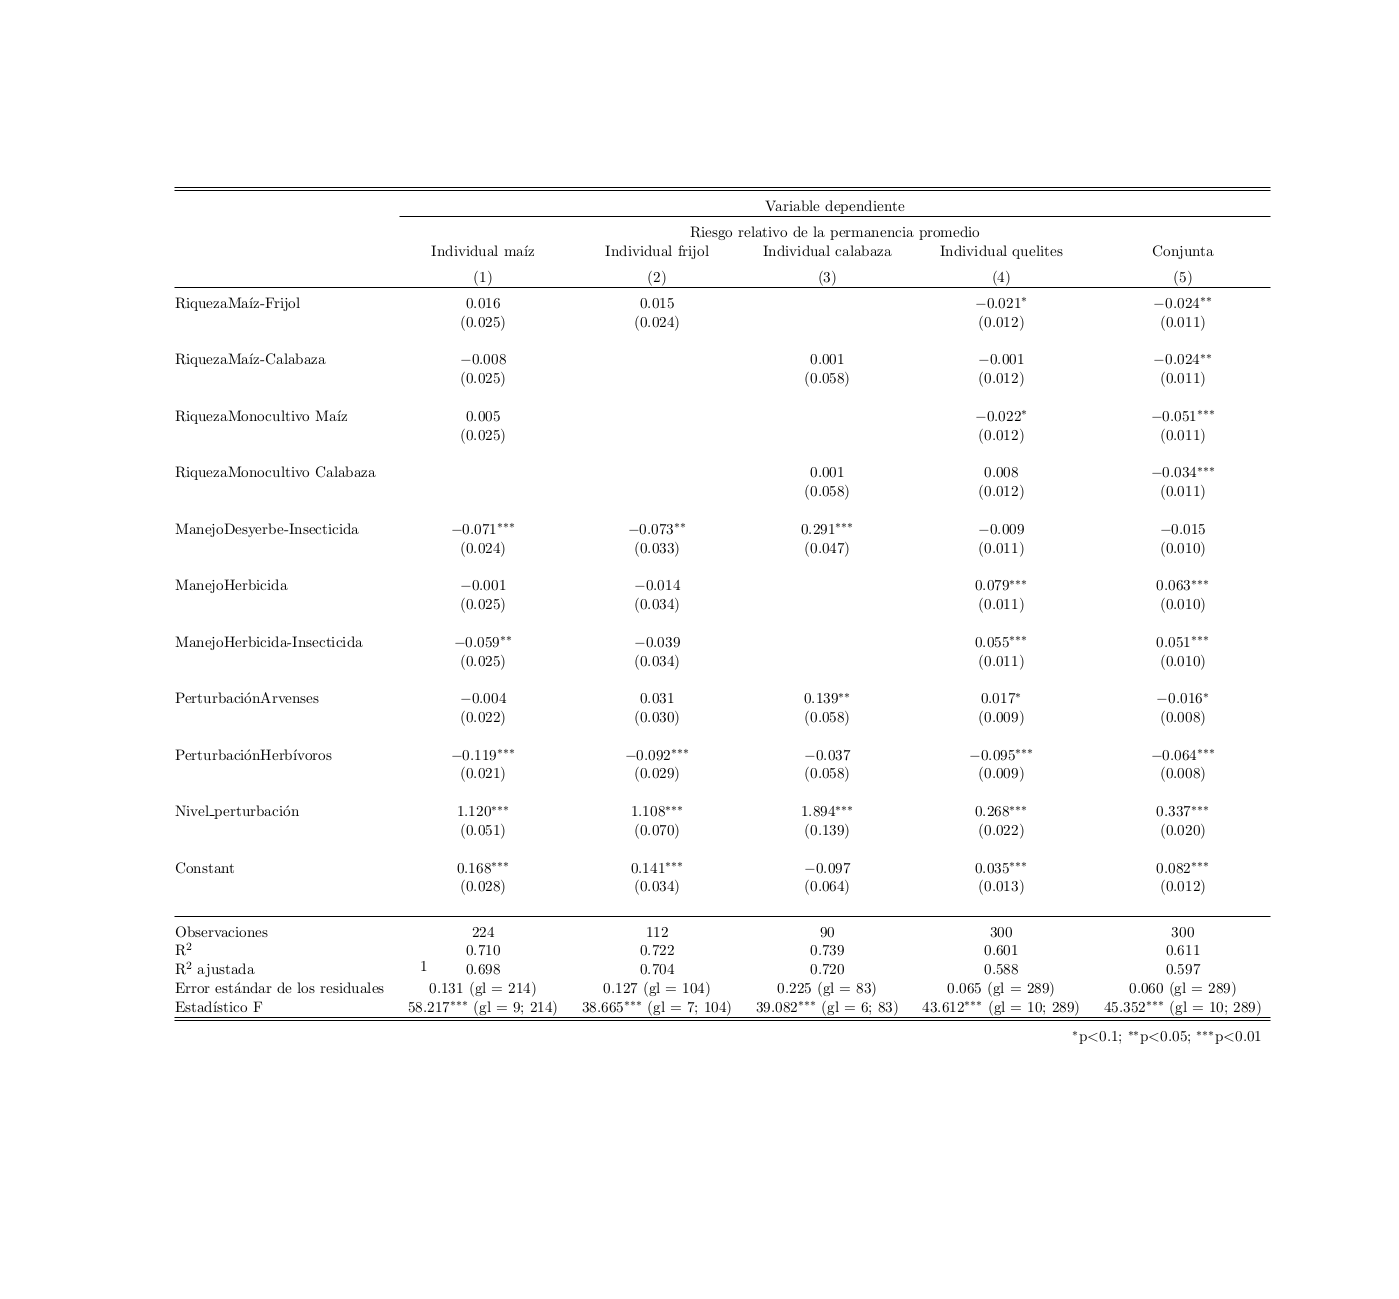 Variable dependiente
Riesgo relativo de la permanencia promedio
Individual maíz Individual frijol Individual calabaza Individual quelites Conjunta
(1) (2) (3) (4) (5)
RiquezaMaíz-Frijol 0.016 0.015 −0.021* −0.024**
(0.025) (0.024) (0.012) (0.011)
RiquezaMaíz-Calabaza −0.008 0.001 −0.001 −0.024**
(0.025) (0.058) (0.012) (0.011)
RiquezaMonocultivo Maíz 0.005 −0.022* −0.051***
(0.025) (0.012) (0.011)
RiquezaMonocultivo Calabaza 0.001 0.008 −0.034***
(0.058) (0.012) (0.011)
ManejoDesyerbe-Insecticida −0.071*** −0.073** 0.291*** −0.009 −0.015
(0.024) (0.033) (0.047) (0.011) (0.010)
ManejoHerbicida −0.001 −0.014 0.079*** 0.063***
(0.025) (0.034) (0.011) (0.010)
ManejoHerbicida-Insecticida −0.059** −0.039 0.055*** 0.051***
(0.025) (0.034) (0.011) (0.010)
PerturbaciónArvenses −0.004 0.031 0.139** 0.017* −0.016*
(0.022) (0.030) (0.058) (0.009) (0.008)
PerturbaciónHerbívoros −0.119*** −0.092*** −0.037 −0.095*** −0.064***
(0.021) (0.029) (0.058) (0.009) (0.008)
Nivel_perturbación 1.120*** 1.108*** 1.894*** 0.268*** 0.337***
(0.051) (0.070) (0.139) (0.022) (0.020)
Constant 0.168*** 0.141*** −0.097 0.035*** 0.082***
(0.028) (0.034) (0.064) (0.013) (0.012)
Observaciones 224 112 90 300 300
R² 0.710 0.722 0.739 0.601 0.611
R² ajustada 1 0.698 0.704 0.720 0.588 0.597
Error estándar de los residuales 0.131 (gl = 214) 0.127 (gl = 104) 0.225 (gl = 83) 0.065 (gl = 289) 0.060 (gl = 289)
Estadístico F 58.217*** (gl = 9; 214) 38.665*** (gl = 7; 104) 39.082*** (gl = 6; 83) 43.612*** (gl = 10; 289) 45.352*** (gl = 10; 289)
*p<0.1; **p<0.05; ***p<0.01